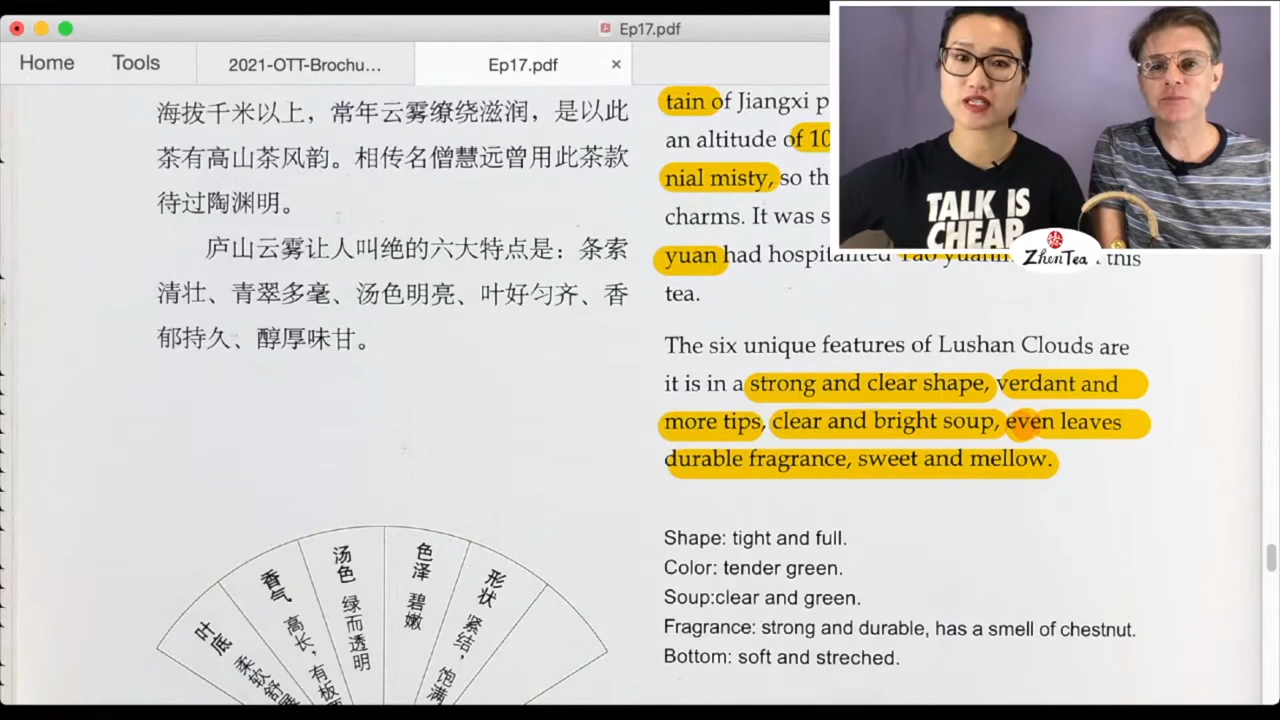 Ep17.pdf
Home
Tools
2021-OTT-Brochu...
Ep17.pdf
×
海拔千米以上，常年云雾缭绕滋润，是以此
茶有高山茶风韵。相传名僧慧远曾用此茶款
待过陶渊明。
庐山云雾让人叫绝的六大特点是：条索
清壮、青翠多毫、汤色明亮、叶好匀齐、香
郁持久、醇厚味甘。
tain of Jiangxi
an altitude of 10
nial misty, so
charms. It was
yuan had hospitalited Tao this
tea.
The six unique features of Lushan Clouds are
it is in a strong and clear shape, verdant and
more tips, clear and bright soup, even leaves
durable fragrance, sweet and mellow.
Shape: tight and full.
Color: tender green.
Soup:clear and green.
Fragrance: strong and durable, has a smell of chestnut.
Bottom: soft and streched.
叶底 柔软舒
香气 高长，有板
汤色 绿而透明
色泽 碧嫩
形状 紧结，饱满
TALK IS
CHEAP
ZhenTea